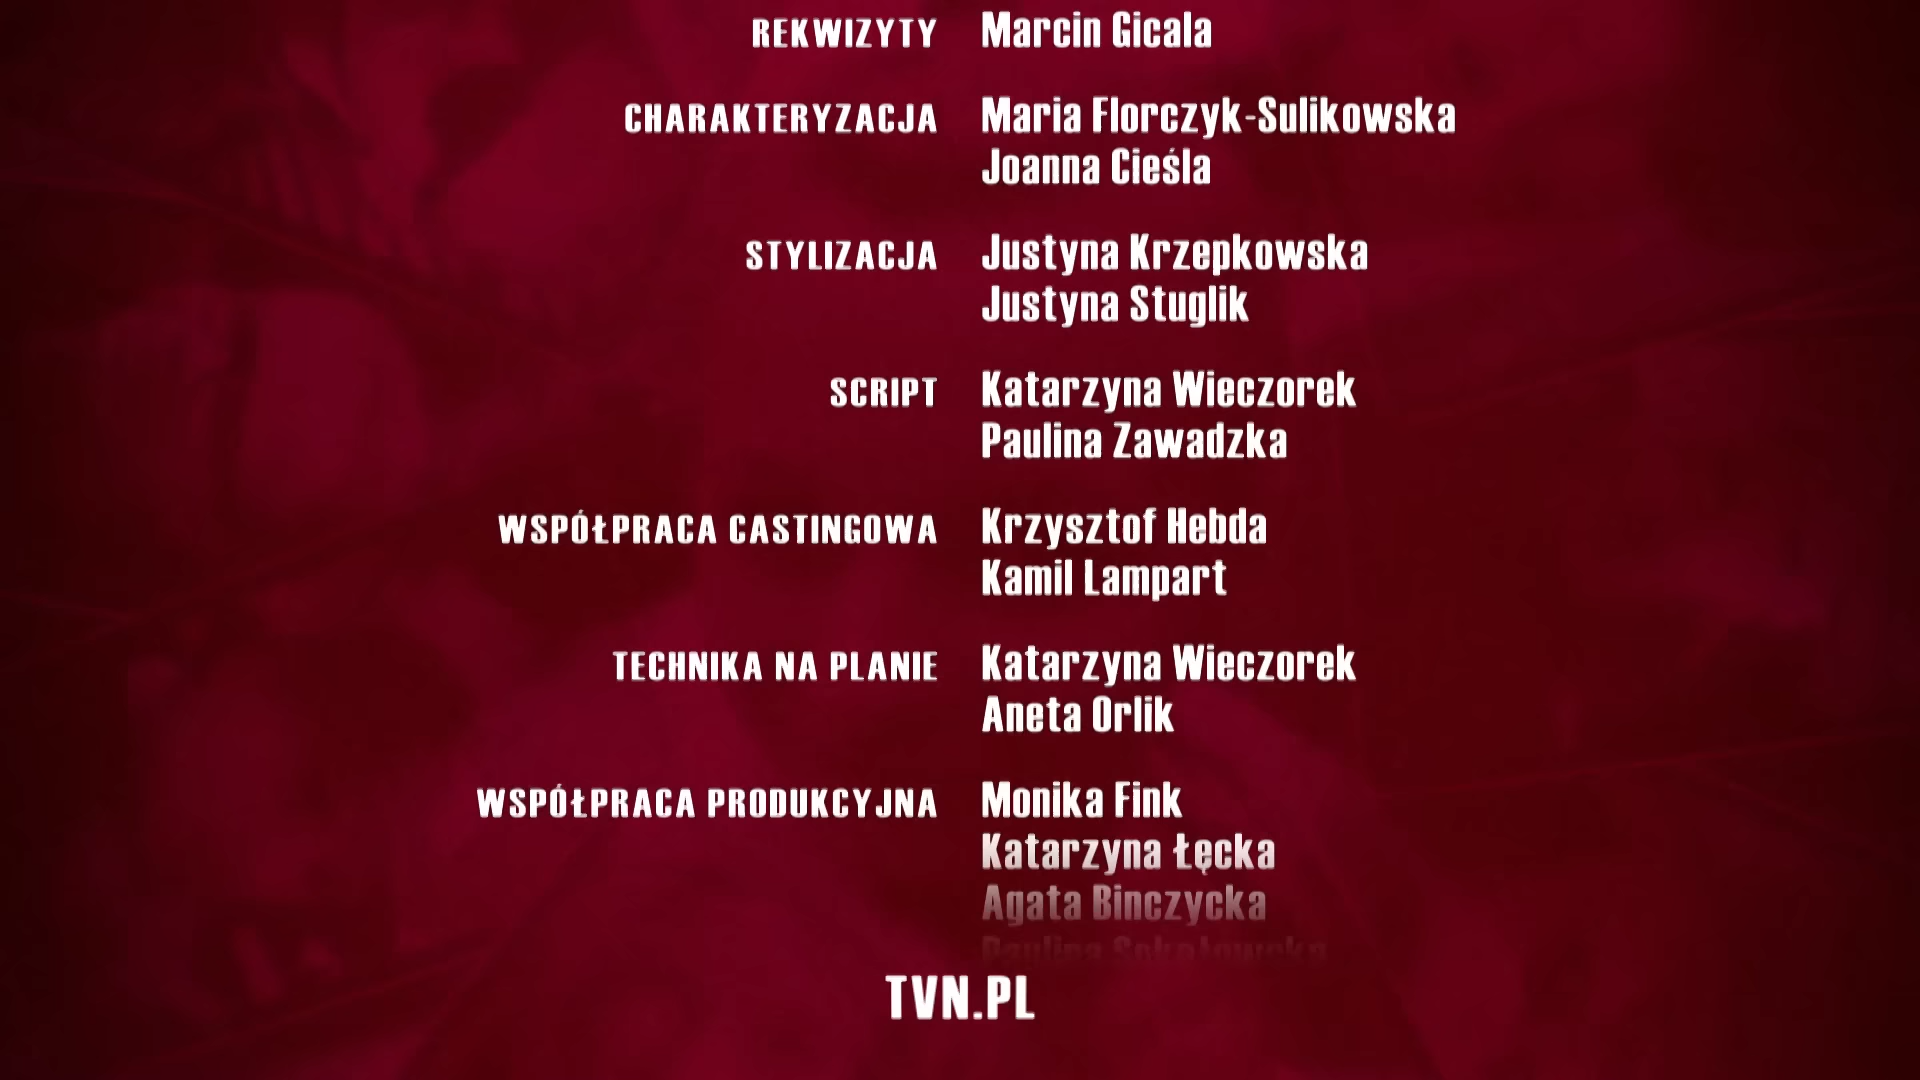 REKWIZYTY Marcin Gicala
CHARAKTERYZACJA Maria Florczyk-Sulikowska
Joanna Cieśla
STYLIZACJA Justyna Krzepkowska
Justyna Stuglik
SCRIPT Katarzyna Wieczorek
Paulina Zawadzka
WSPÓŁPRACA CASTINGOWA Krzysztof Hebda
Kamil Lampart
TECHNIKA NA PLANIE Katarzyna Wieczorek
Aneta Orlik
WSPÓŁPRACA PRODUKCYJNA Monika Fink
Katarzyna Łęcka
Agata Binczycka
Paulina Sokołowska
TVN.PL